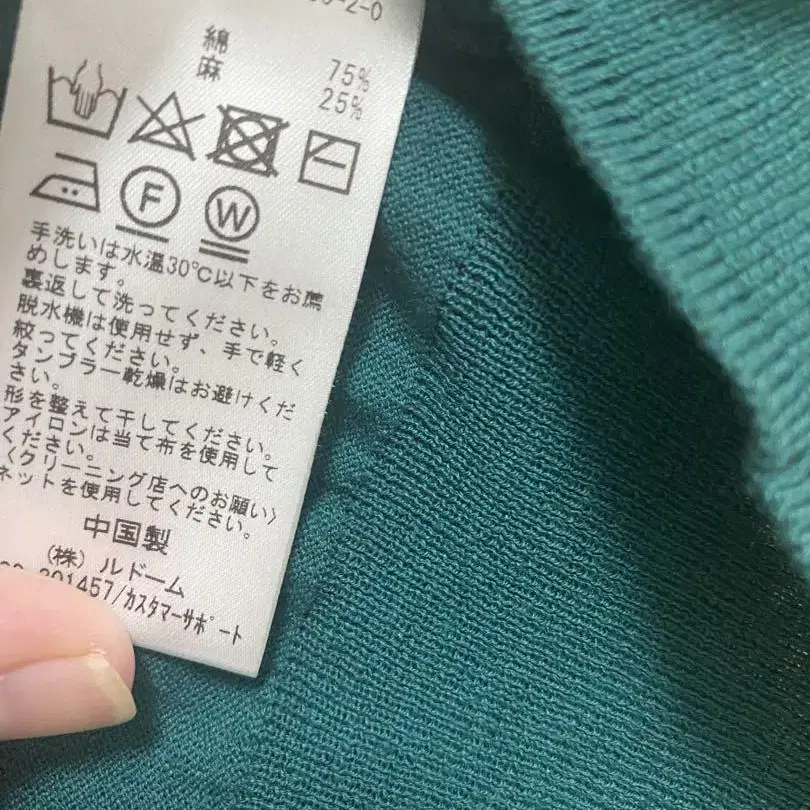 綿 75%
麻 25%
F W
手洗いは水温30℃以下をお薦
めします。
裏返して洗ってください。
脱水機は使用せず、手で軽く
絞ってください。
タンブラー乾燥はお避けくだ
さい。
形を整えて干してください。
アイロンは当て布を使用して
ください。
〈クリーニング店へのお願い〉
ネットを使用してください。
中国製
(株)ルドーム
201457/カスタマーサポート